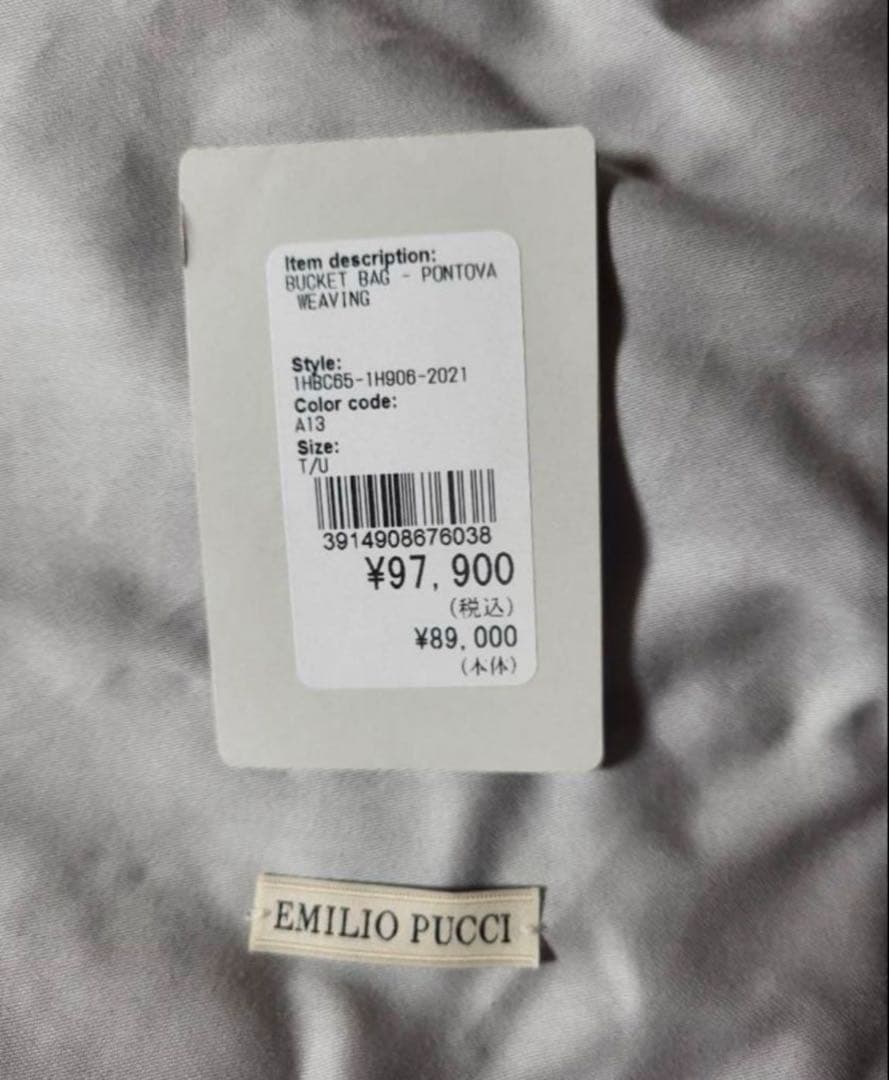 Item description:
BUCKET BAG - PONTOVA
WEAVING
Style:
1HBC65-1H906-2021
Color code:
A13
Size:
T/U
3914908676038
¥97,900
(税込)
¥89,000
(本体)
EMILIO PUCCI